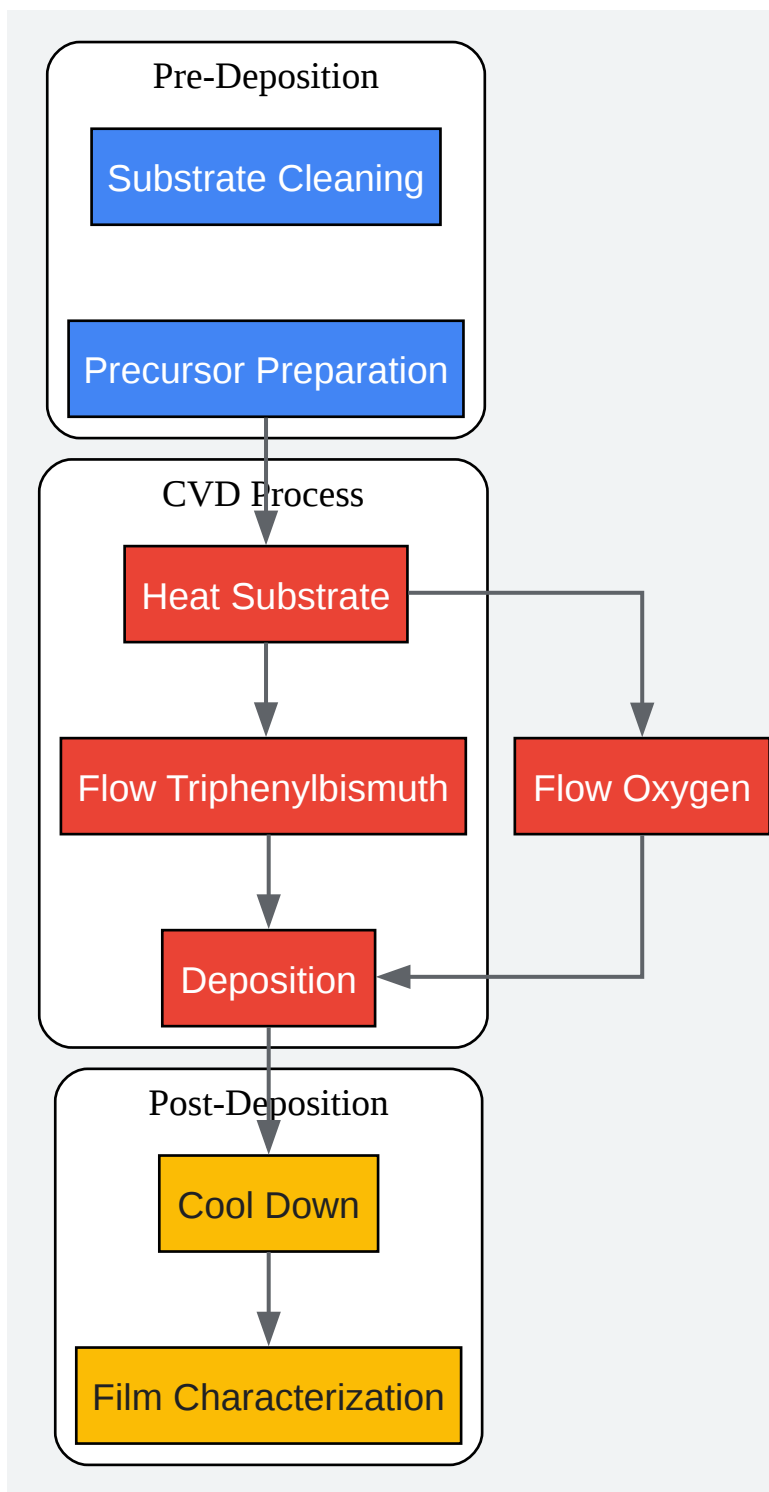 Pre-Deposition
Substrate Cleaning
Precursor Preparation
CVD Process
Heat Substrate
Flow Triphenylbismuth
Flow Oxygen
Deposition
Post-Deposition
Cool Down
Film Characterization